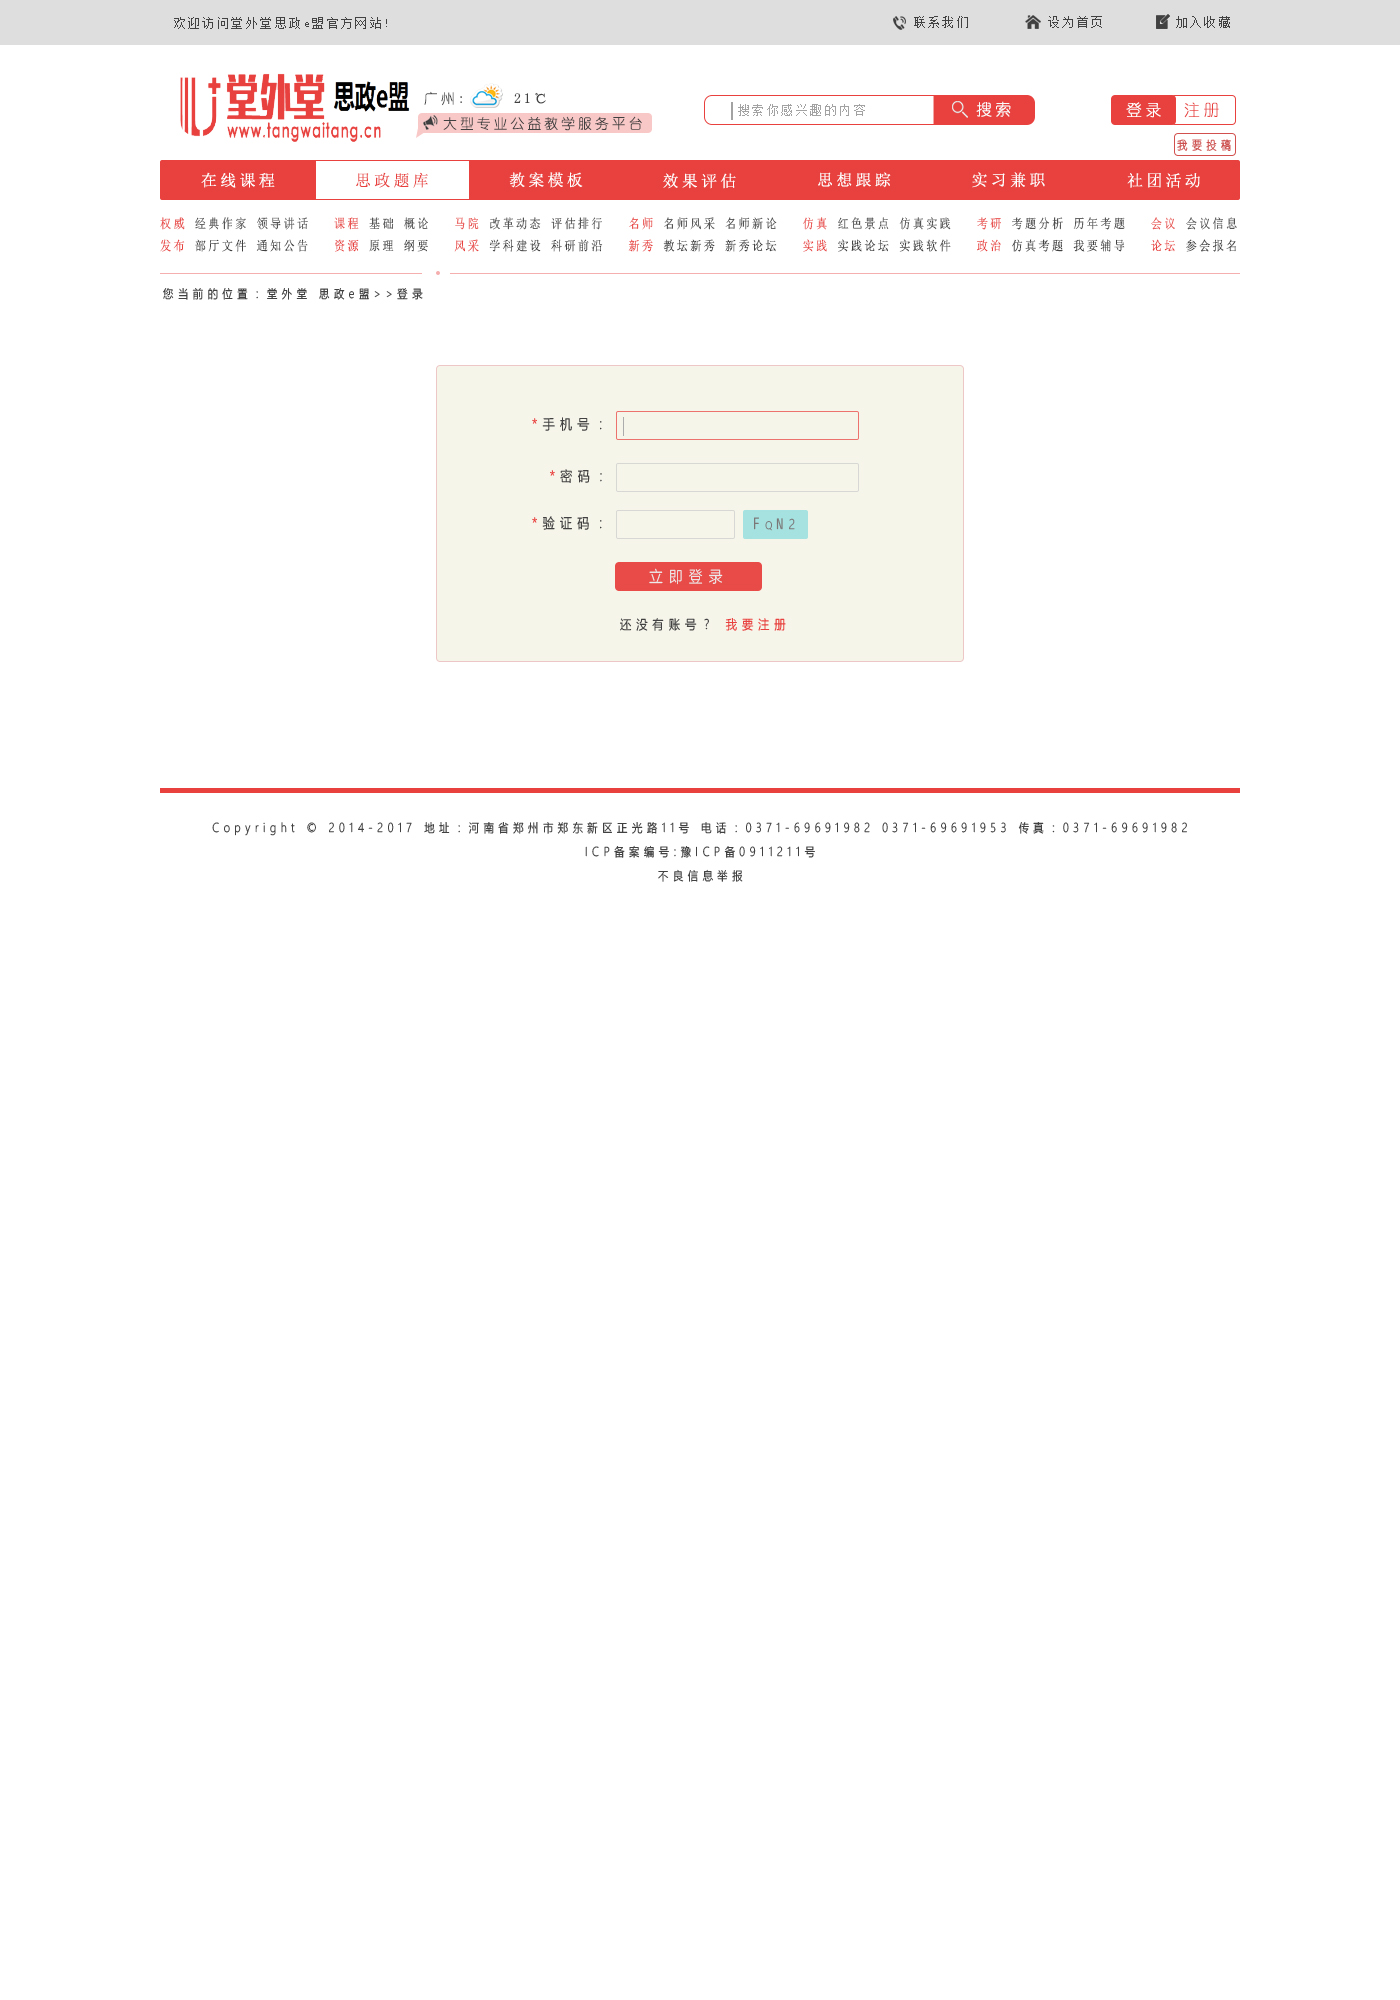 欢迎访问堂外堂思政e盟官方网站! 联系我们 设为首页 加入收藏
堂外堂 思政e盟
www.tangwaitang.cn
广州: 21℃
大型专业公益教学服务平台
搜索你感兴趣的内容 搜索
登录 注册
我要投稿
在线课程 思政题库 教案模板 效果评估 思想跟踪 实习兼职 社团活动
权威 经典作家 领导讲话 课程 基础 概论 马院 改革动态 评估排行 名师 名师风采 名师新论 仿真 红色景点 仿真实践 考研 考题分析 历年考题 会议 会议信息
发布 部厅文件 通知公告 资源 原理 纲要 风采 学科建设 科研前沿 新秀 教坛新秀 新秀论坛 实践 实践论坛 实践软件 政治 仿真考题 我要辅导 论坛 参会报名
您当前的位置：堂外堂 思政e盟>>登录
*手机号：
*密码：
*验证码： FQN2
立即登录
还没有账号？ 我要注册
Copyright © 2014-2017 地址：河南省郑州市郑东新区正光路11号 电话：0371-69691982 0371-69691953 传真：0371-69691982
ICP备案编号:豫ICP备0911211号
不良信息举报